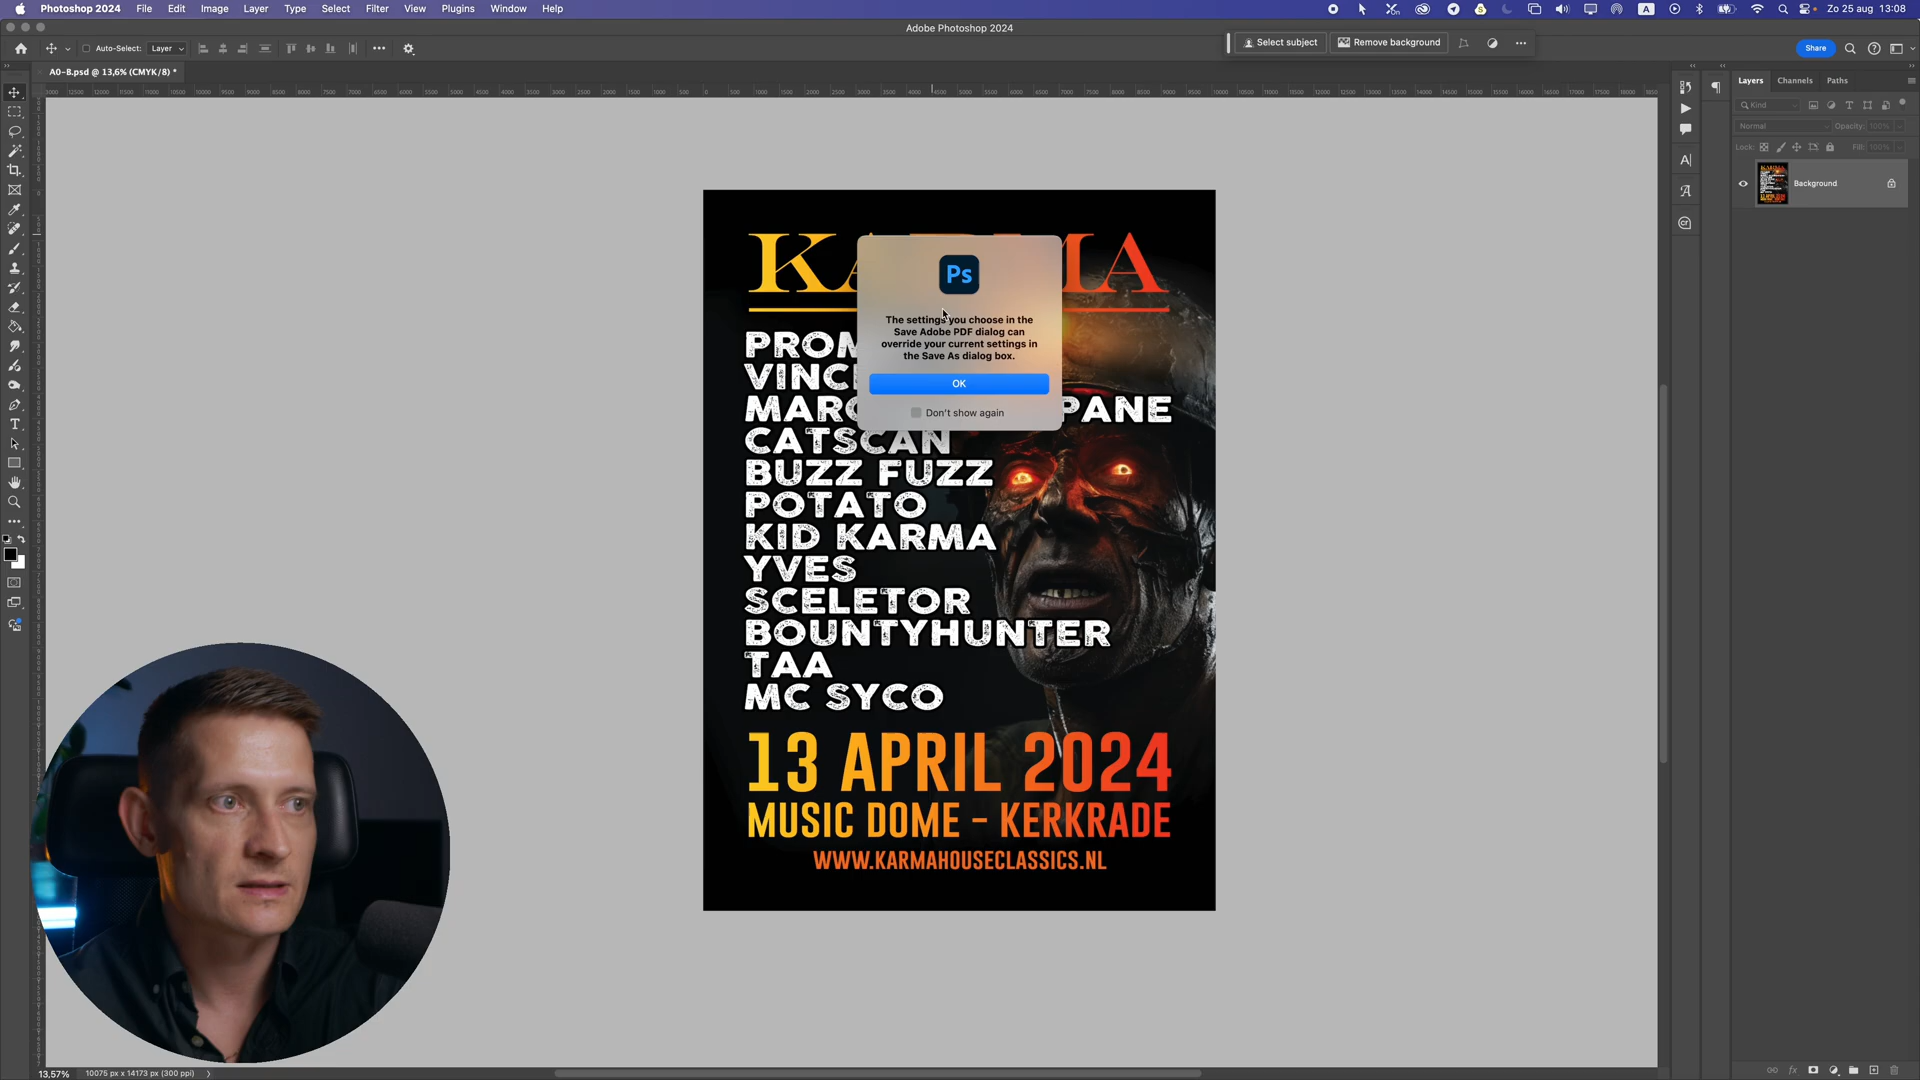 Photoshop 2024 File Edit Image Layer Type Select Filter View Plugins Window Help
A Zo 25 aug 13:08
Adobe Photoshop 2024
Auto-Select: Layer
Select subject Remove background
Share
A0-B.psd @ 13,6% (CMYK/8) *
Layers Channels Paths
Kind
Normal Opacity: 100%
Lock: Fill: 100%
Background
KARMA
Ps
The settings you choose in the
Save Adobe PDF dialog can
override your current settings in
the Save As dialog box.
OK
Don't show again
PROM
VINC
MARC PANE
CATSCAN
BUZZ FUZZ
POTATO
KID KARMA
YVES
SCELETOR
BOUNTYHUNTER
TAA
MC SYCO
13 APRIL 2024
MUSIC DOME - KERKRADE
WWW.KARMAHOUSECLASSICS.NL
13,57% 10075 px x 14173 px (300 ppi)